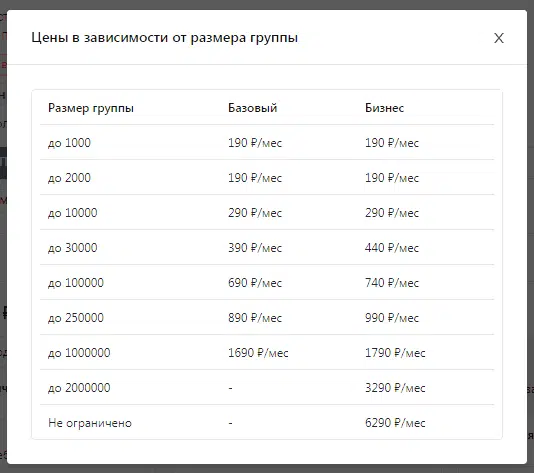 Цены в зависимости от размера группы
Размер группы Базовый Бизнес
до 1000 190 ₽/мес 190 ₽/мес
до 2000 190 ₽/мес 190 ₽/мес
до 10000 290 ₽/мес 290 ₽/мес
до 30000 390 ₽/мес 440 ₽/мес
до 100000 690 ₽/мес 740 ₽/мес
до 250000 890 ₽/мес 990 ₽/мес
до 1000000 1690 ₽/мес 1790 ₽/мес
до 2000000 - 3290 ₽/мес
Не ограничено - 6290 ₽/мес